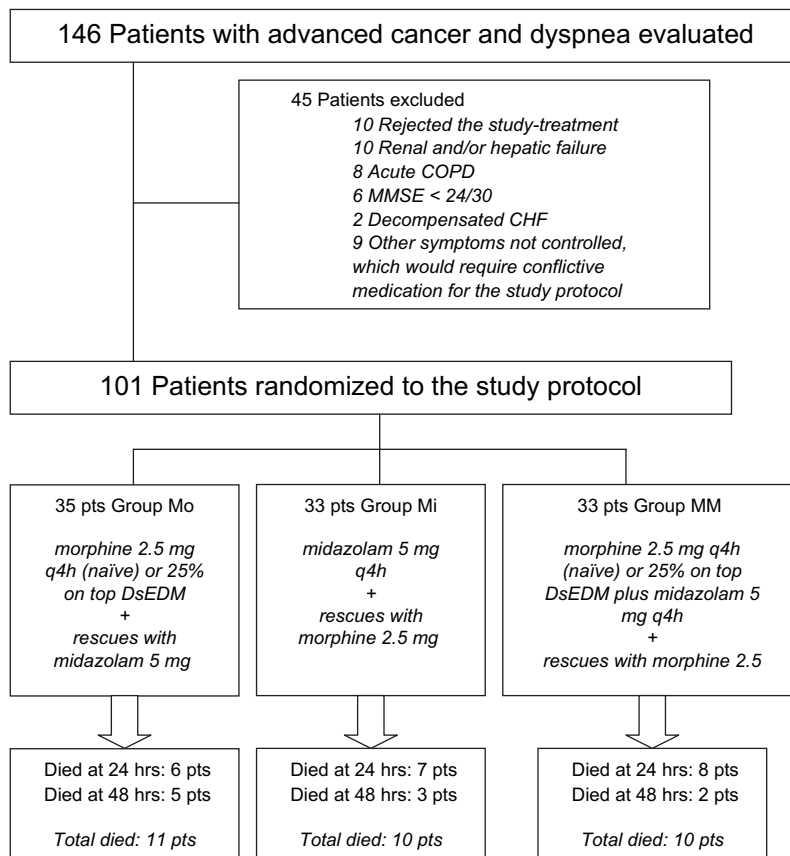 146 Patients with advanced cancer and dyspnea evaluated
45 Patients excluded
10 Rejected the study-treatment
10 Renal and/or hepatic failure
8 Acute COPD
6 MMSE < 24/30
2 Decompensated CHF
9 Other symptoms not controlled,
which would require conflictive
medication for the study protocol
101 Patients randomized to the study protocol
35 pts Group Mo
morphine 2.5 mg
q4h (naïve) or 25%
on top DsEDM
+
rescues with
midazolam 5 mg
33 pts Group Mi
midazolam 5 mg
q4h
+
rescues with
morphine 2.5 mg
33 pts Group MM
morphine 2.5 mg q4h
(naïve) or 25% on top
DsEDM plus midazolam 5
mg q4h
+
rescues with morphine 2.5
Died at 24 hrs: 6 pts
Died at 48 hrs: 5 pts
Total died: 11 pts
Died at 24 hrs: 7 pts
Died at 48 hrs: 3 pts
Total died: 10 pts
Died at 24 hrs: 8 pts
Died at 48 hrs: 2 pts
Total died: 10 pts